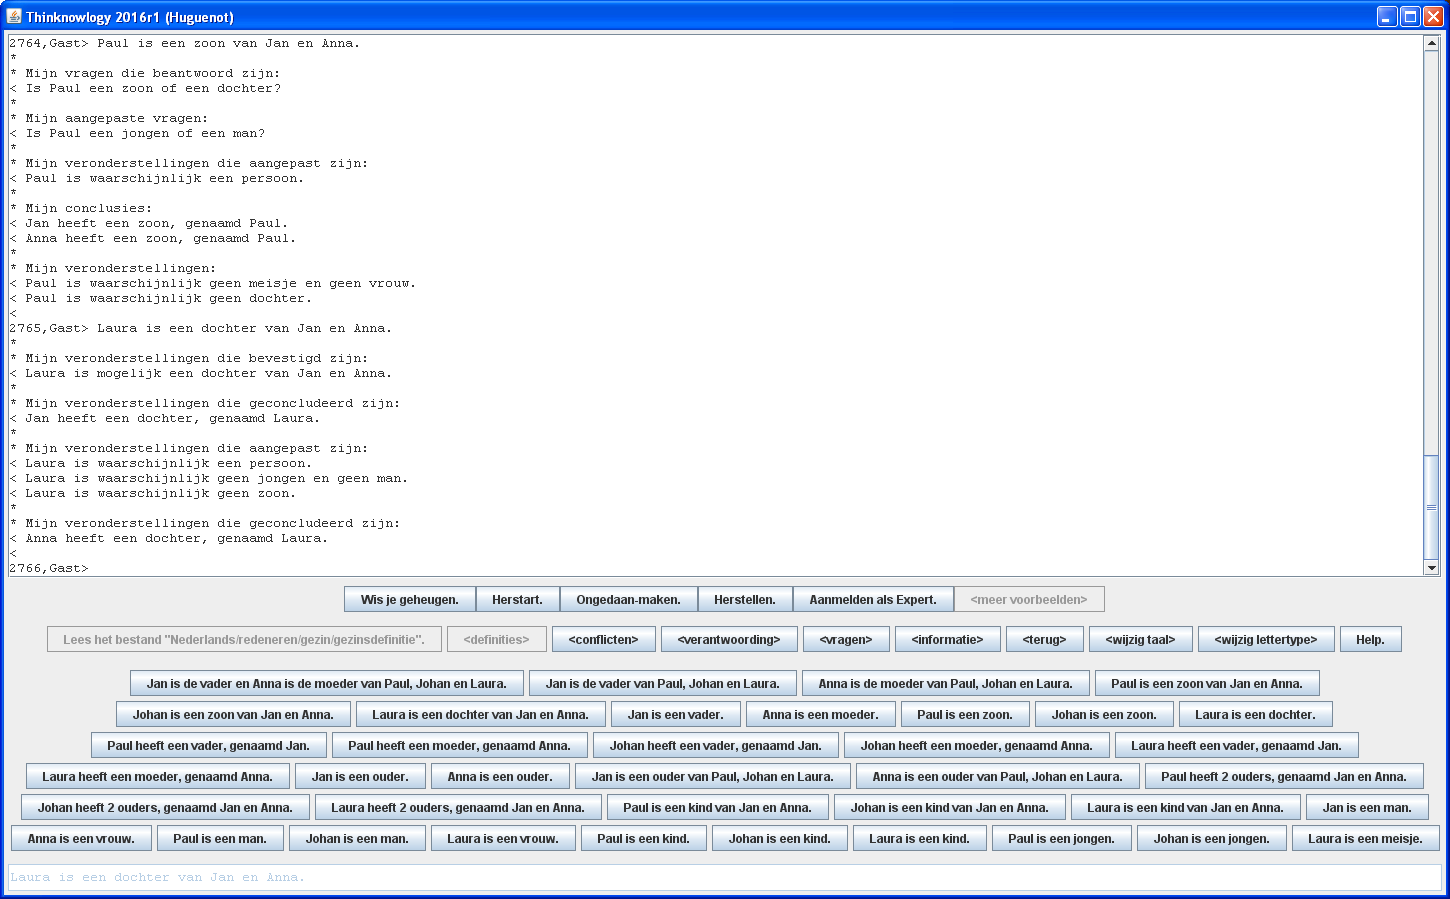 Thinknowlogy 2016r1 (Huguenot)
2764,Gast> Paul is een zoon van Jan en Anna.
*
* Mijn vragen die beantwoord zijn:
< Is Paul een zoon of een dochter?
*
* Mijn aangepaste vragen:
< Is Paul een jongen of een man?
*
* Mijn veronderstellingen die aangepast zijn:
< Paul is waarschijnlijk een persoon.
*
* Mijn conclusies:
< Jan heeft een zoon, genaamd Paul.
< Anna heeft een zoon, genaamd Paul.
*
* Mijn veronderstellingen:
< Paul is waarschijnlijk geen meisje en geen vrouw.
< Paul is waarschijnlijk geen dochter.
<
2765,Gast> Laura is een dochter van Jan en Anna.
*
* Mijn veronderstellingen die bevestigd zijn:
< Laura is mogelijk een dochter van Jan en Anna.
*
* Mijn veronderstellingen die geconcludeerd zijn:
< Jan heeft een dochter, genaamd Laura.
*
* Mijn veronderstellingen die aangepast zijn:
< Laura is waarschijnlijk een persoon.
< Laura is waarschijnlijk geen jongen en geen man.
< Laura is waarschijnlijk geen zoon.
*
* Mijn veronderstellingen die geconcludeerd zijn:
< Anna heeft een dochter, genaamd Laura.
<
2766,Gast>
Wis je geheugen. Herstart. Ongedaan-maken. Herstellen. Aanmelden als Expert. <meer voorbeelden>
Lees het bestand "Nederlands/redeneren/gezin/gezinsdefinitie". <definities> <conflicten> <verantwoording> <vragen> <informatie> <terug> <wijzig taal> <wijzig lettertype> Help.
Jan is de vader en Anna is de moeder van Paul, Johan en Laura. Jan is de vader van Paul, Johan en Laura. Anna is de moeder van Paul, Johan en Laura. Paul is een zoon van Jan en Anna.
Johan is een zoon van Jan en Anna. Laura is een dochter van Jan en Anna. Jan is een vader. Anna is een moeder. Paul is een zoon. Johan is een zoon. Laura is een dochter.
Paul heeft een vader, genaamd Jan. Paul heeft een moeder, genaamd Anna. Johan heeft een vader, genaamd Jan. Johan heeft een moeder, genaamd Anna. Laura heeft een vader, genaamd Jan.
Laura heeft een moeder, genaamd Anna. Jan is een ouder. Anna is een ouder. Jan is een ouder van Paul, Johan en Laura. Anna is een ouder van Paul, Johan en Laura. Paul heeft 2 ouders, genaamd Jan en Anna.
Johan heeft 2 ouders, genaamd Jan en Anna. Laura heeft 2 ouders, genaamd Jan en Anna. Paul is een kind van Jan en Anna. Johan is een kind van Jan en Anna. Laura is een kind van Jan en Anna. Jan is een man.
Anna is een vrouw. Paul is een man. Johan is een man. Laura is een vrouw. Paul is een kind. Johan is een kind. Laura is een kind. Paul is een jongen. Johan is een jongen. Laura is een meisje.
Laura is een dochter van Jan en Anna.